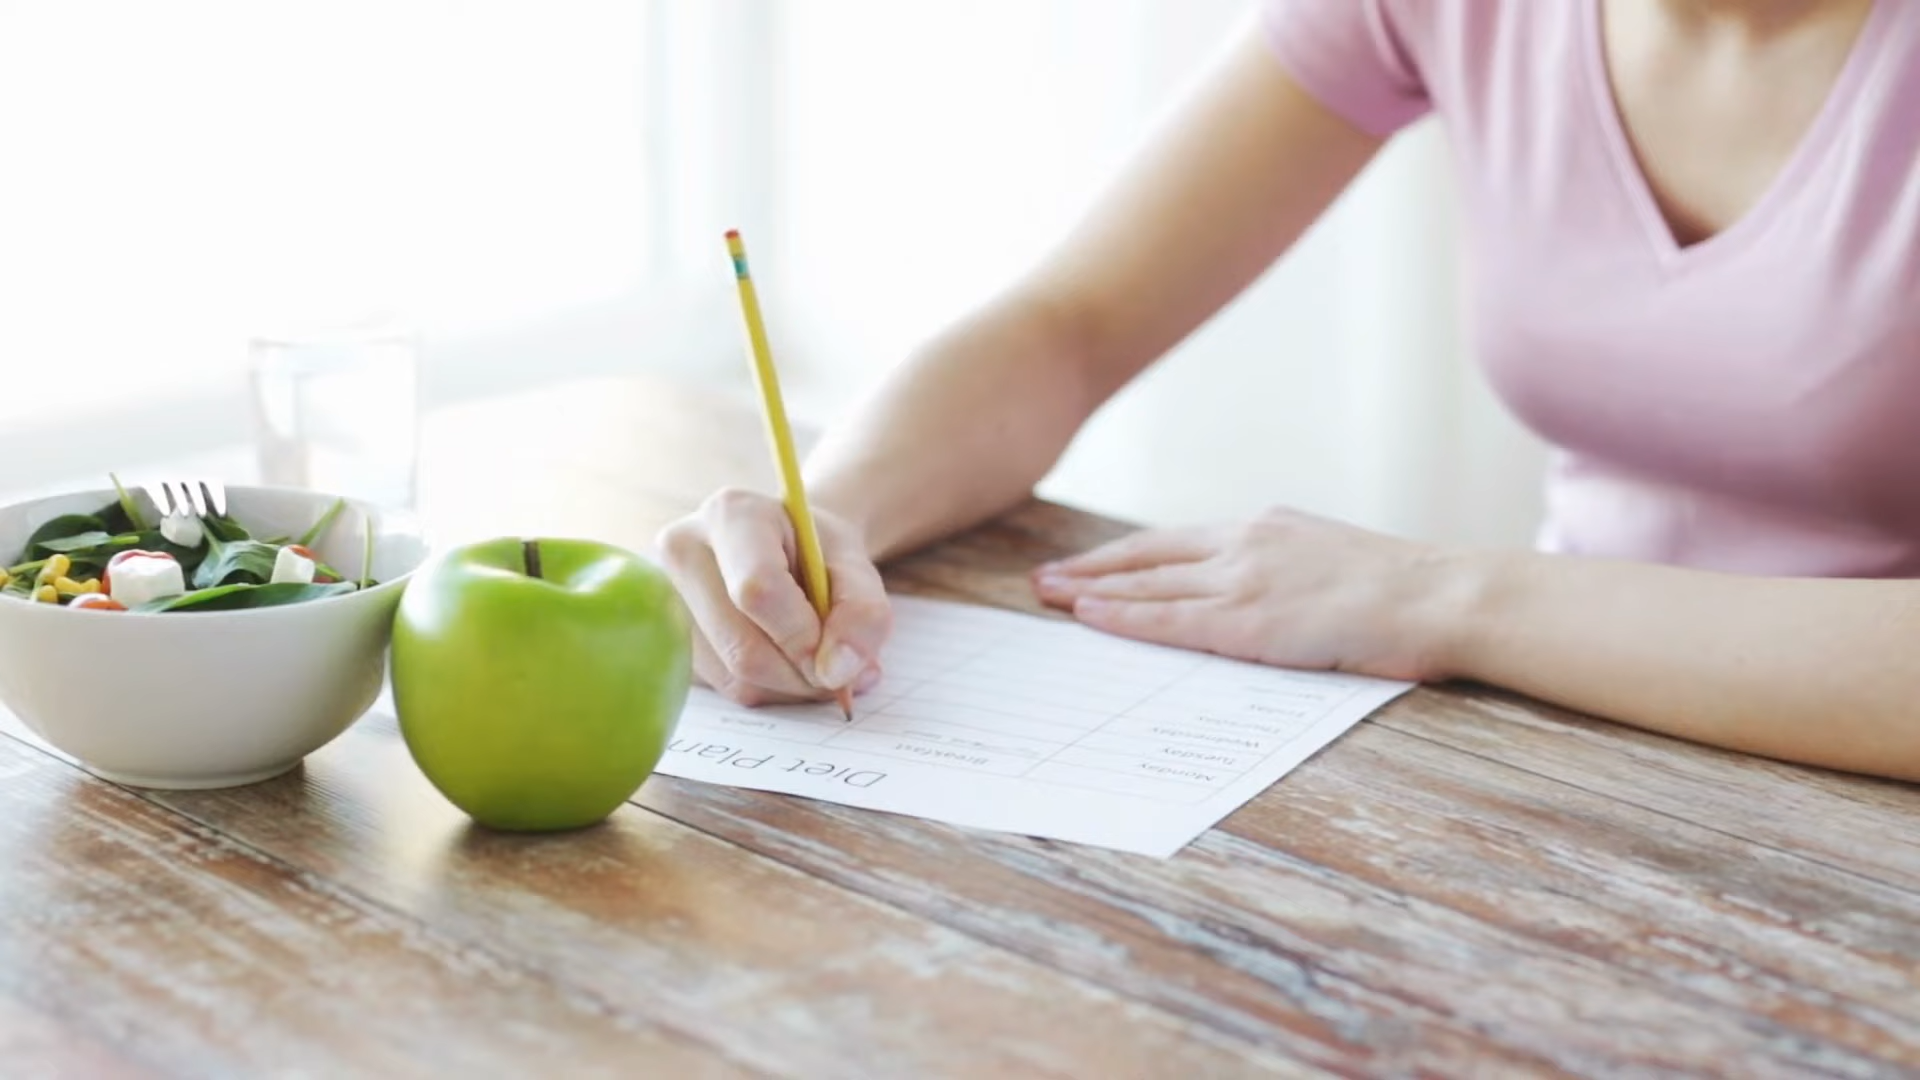 Diet Plan
Breakfast
Lunch
Monday
Tuesday
Wednesday
Thursday
Friday